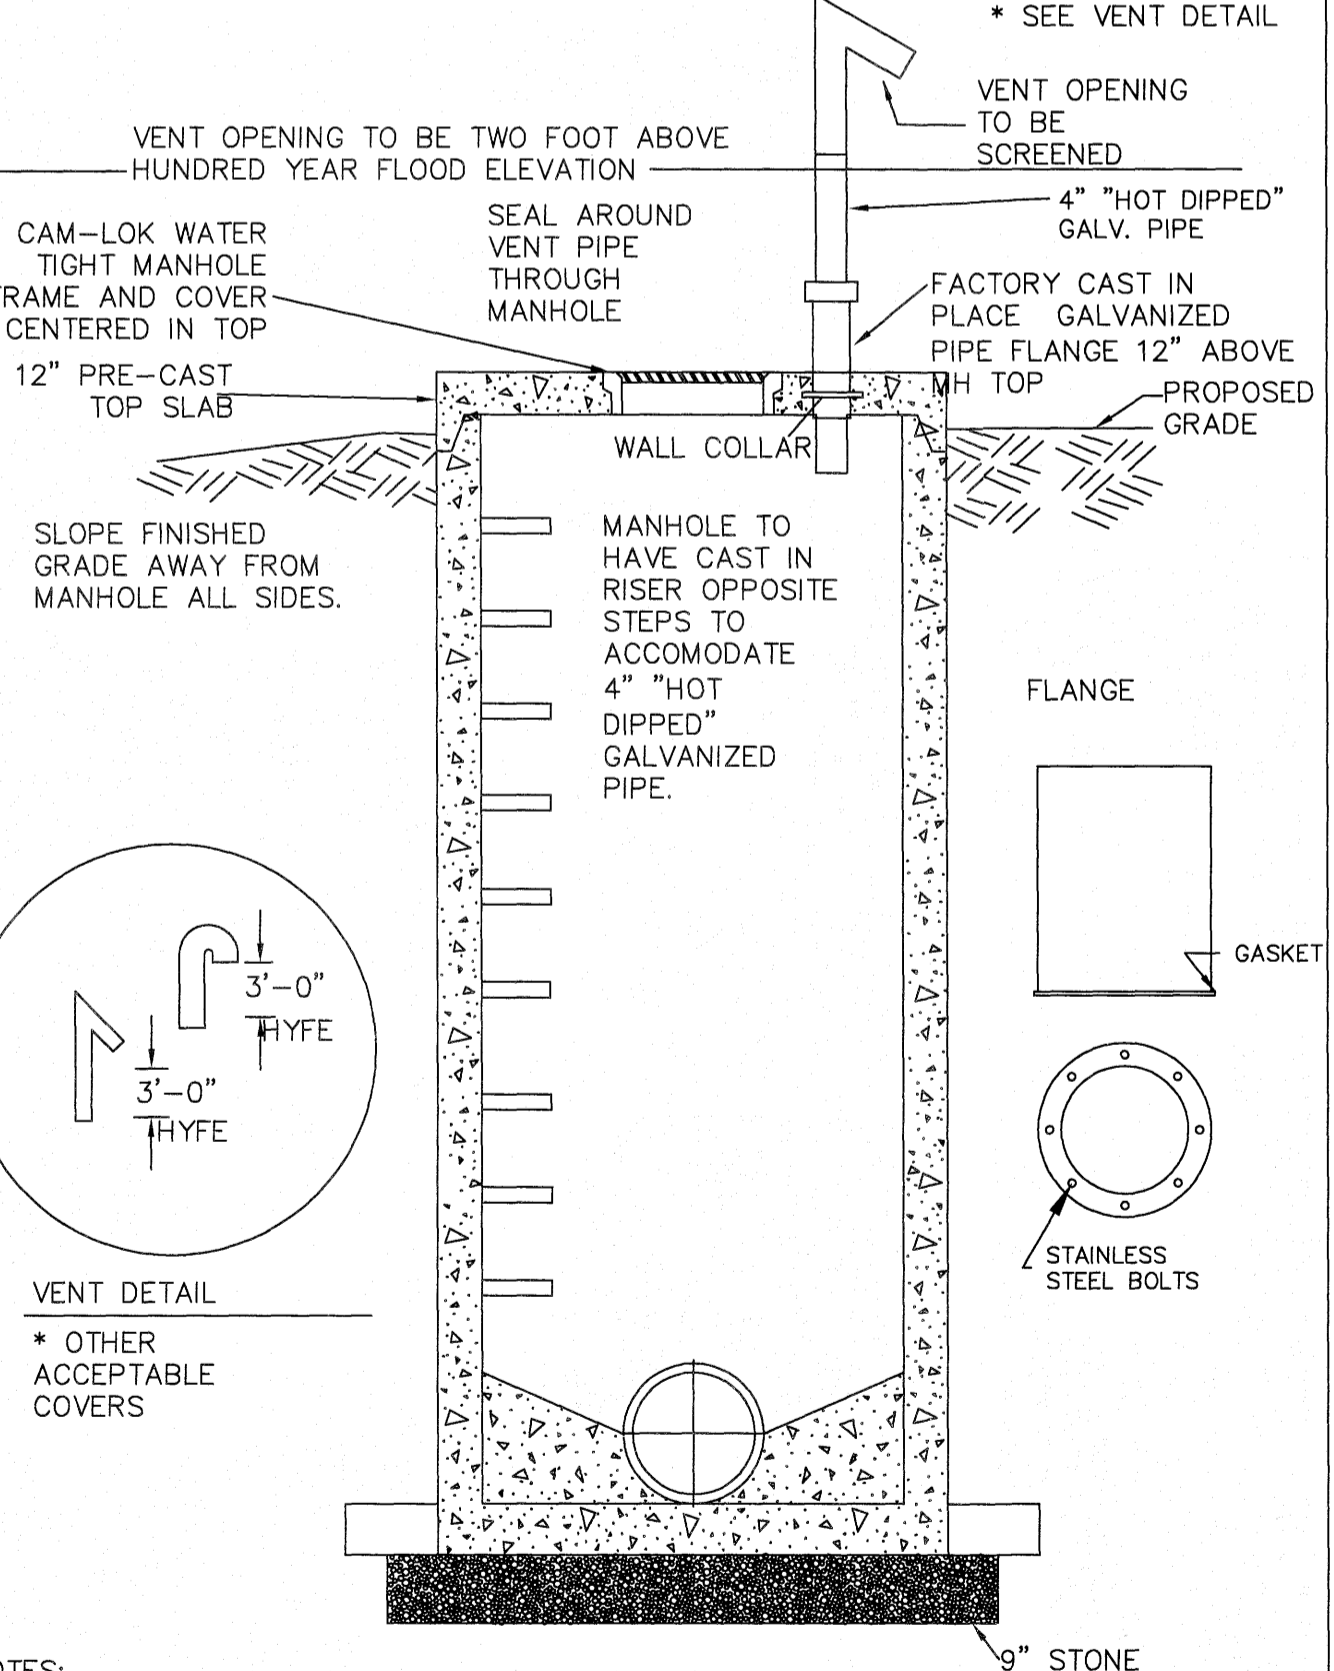 * SEE VENT DETAIL
VENT OPENING
TO BE
SCREENED
VENT OPENING TO BE TWO FOOT ABOVE
HUNDRED YEAR FLOOD ELEVATION
4" "HOT DIPPED"
GALV. PIPE
CAM-LOK WATER
TIGHT MANHOLE
FRAME AND COVER
CENTERED IN TOP
SEAL AROUND
VENT PIPE
THROUGH
MANHOLE
FACTORY CAST IN
PLACE GALVANIZED
PIPE FLANGE 12" ABOVE
MH TOP
12" PRE-CAST
TOP SLAB
PROPOSED
GRADE
WALL COLLAR
SLOPE FINISHED
GRADE AWAY FROM
MANHOLE ALL SIDES.
MANHOLE TO
HAVE CAST IN
RISER OPPOSITE
STEPS TO
ACCOMODATE
4" "HOT
DIPPED"
GALVANIZED
PIPE.
FLANGE
GASKET
3'-0"
HYFE
3'-0"
HYFE
STAINLESS
STEEL BOLTS
VENT DETAIL
* OTHER
ACCEPTABLE
COVERS
9" STONE